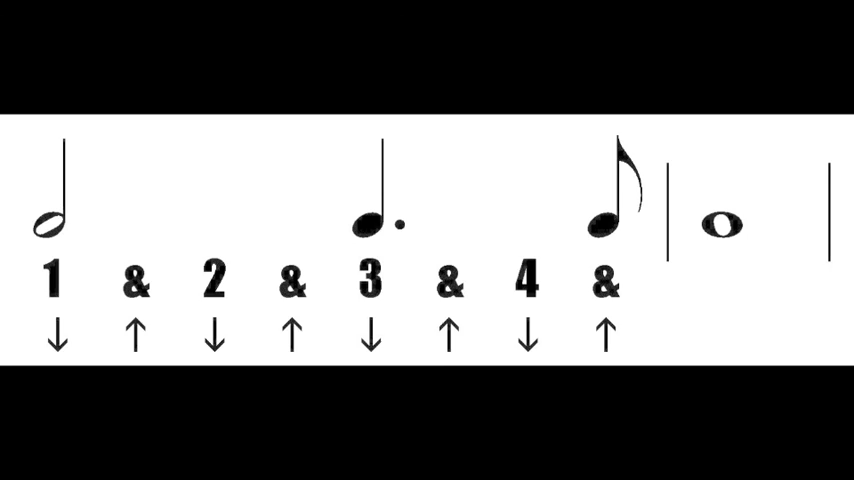 1 & 2 & 3 & 4 &
↓ ↑ ↓ ↑ ↓ ↑ ↓ ↑